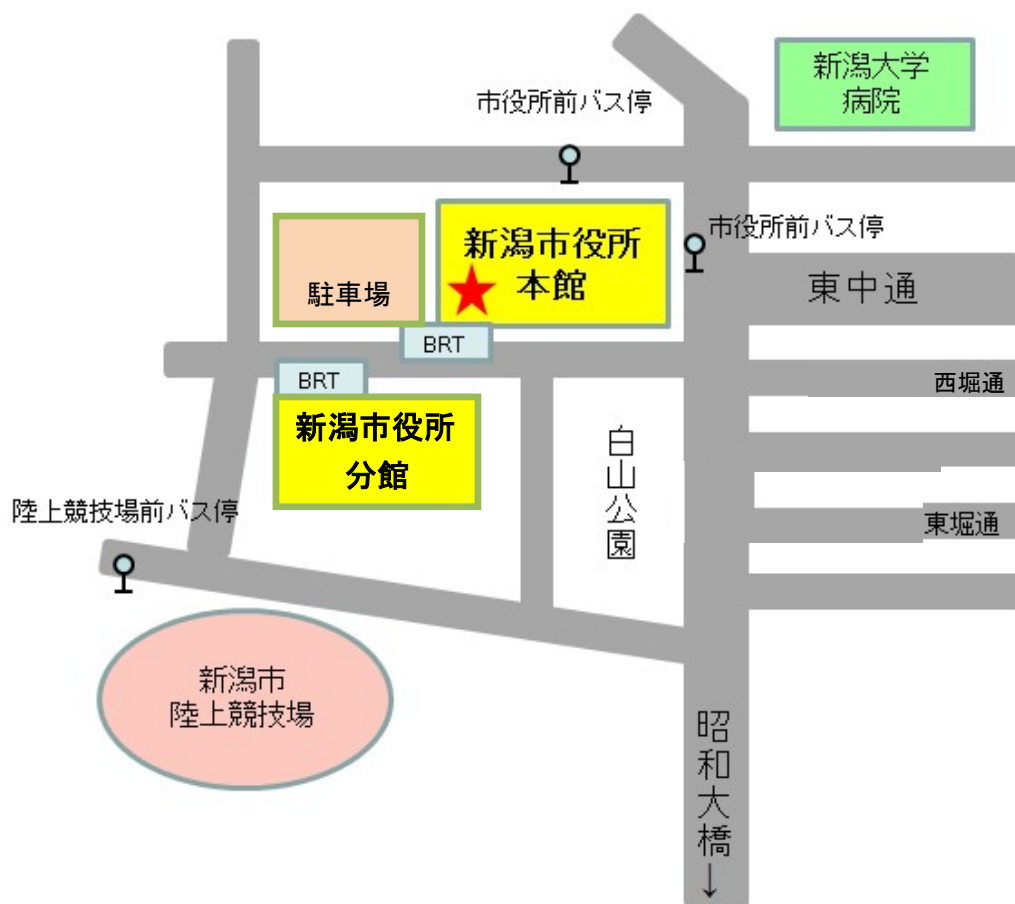 新潟大学
病院
市役所前バス停
市役所前バス停
新潟市役所
本館
駐車場
東中通
BRT
BRT
西堀通
新潟市役所
分館
白山公園
陸上競技場前バス停
東堀通
新潟市
陸上競技場
昭和大橋
↓